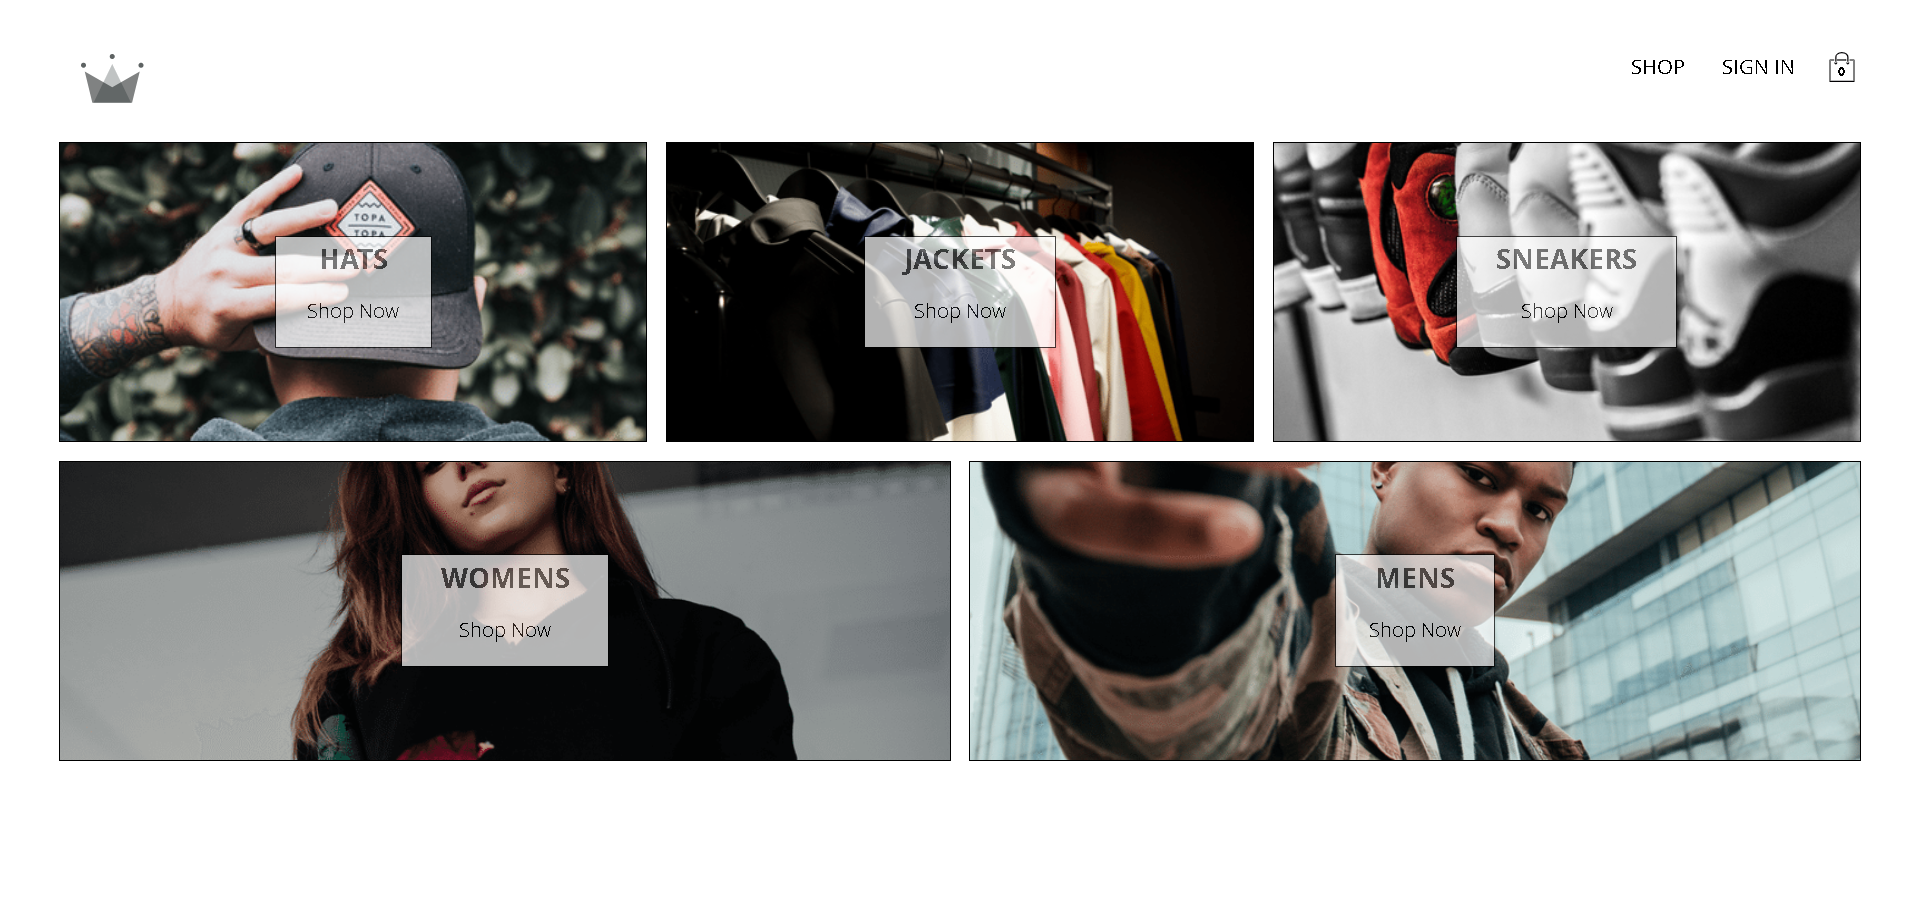 SHOP SIGN IN
0
TOPA
TOPA
HATS
Shop Now
JACKETS
Shop Now
SNEAKERS
Shop Now
WOMENS
Shop Now
MENS
Shop Now